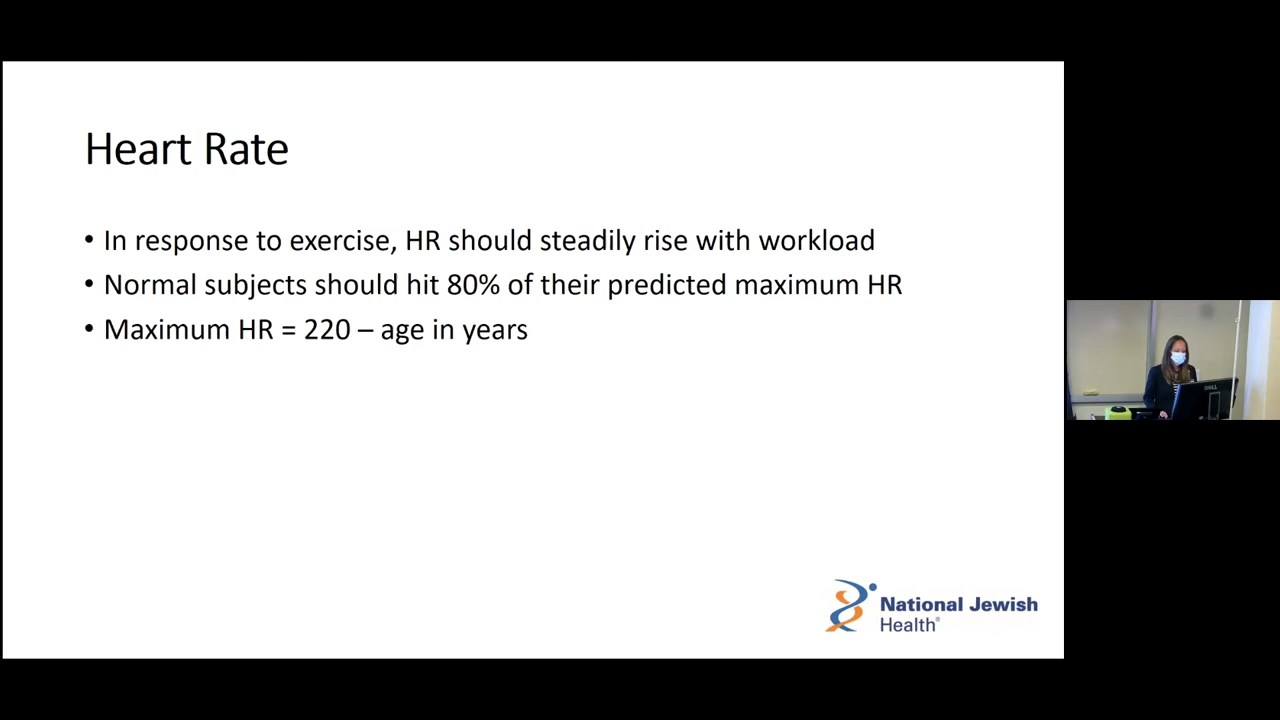 Heart Rate
• In response to exercise, HR should steadily rise with workload
• Normal subjects should hit 80% of their predicted maximum HR
• Maximum HR = 220 – age in years
National Jewish
Health®
DELL